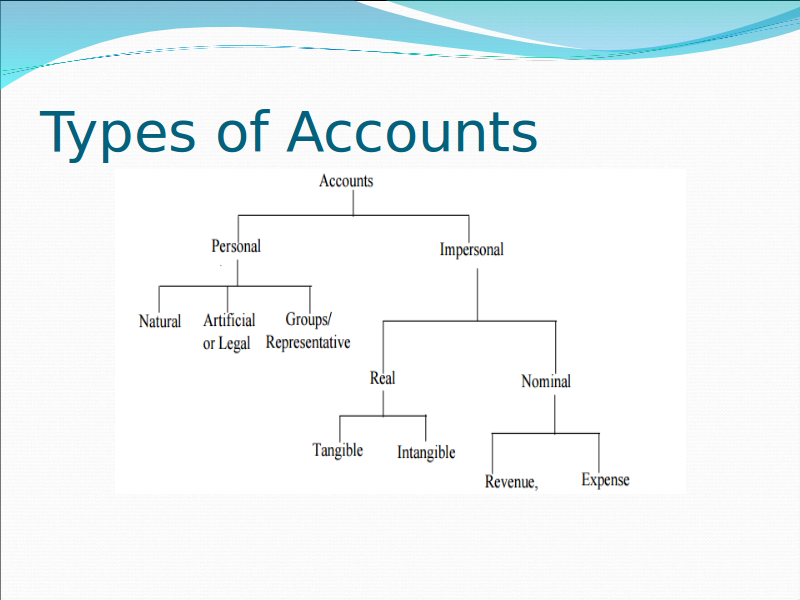 Types of Accounts
Accounts
Personal
Impersonal
Natural
Artificial
or Legal
Groups/
Representative
Real
Nominal
Tangible
Intangible
Revenue,
Expense